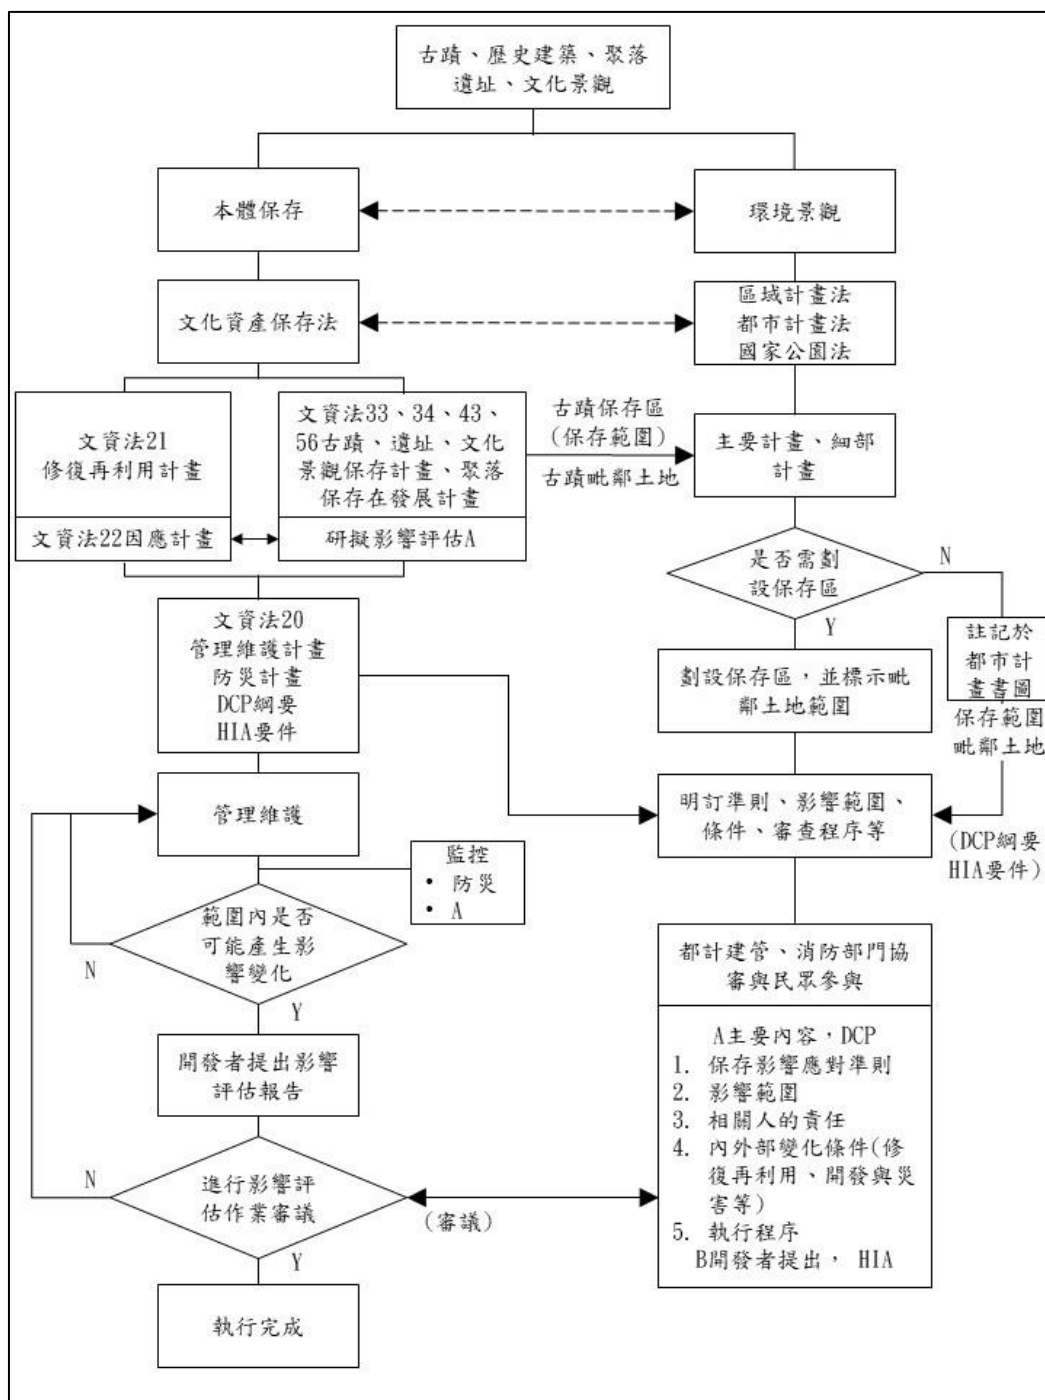 古蹟、歷史建築、聚落
遺址、文化景觀
本體保存
環境景觀
文化資產保存法
區域計畫法
都市計畫法
國家公園法
文資法21
修復再利用計畫
文資法22因應計畫
文資法33、34、43、
56古蹟、遺址、文化
景觀保存計畫、聚落
保存在發展計畫
研擬影響評估A
古蹟保存區
(保存範圍)
古蹟毗鄰土地
主要計畫、細部
計畫
是否需劃
設保存區
N
Y
註記於
都市計
畫書圖
保存範圍
毗鄰土地
劃設保存區，並標示毗
鄰土地範圍
文資法20
管理維護計畫
防災計畫
DCP綱要
HIA要件
明訂準則、影響範圍、
條件、審查程序等
(DCP綱要
HIA要件)
管理維護
監控
• 防災
• A
範圍內是否
可能產生影
響變化
N
Y
開發者提出影響
評估報告
進行影響評
估作業審議
N
Y
(審議)
執行完成
都計建管、消防部門協
審與民眾參與
A主要內容，DCP
1. 保存影響應對準則
2. 影響範圍
3. 相關人的責任
4. 內外部變化條件(修
復再利用、開發與災
害等)
5. 執行程序
B開發者提出， HIA